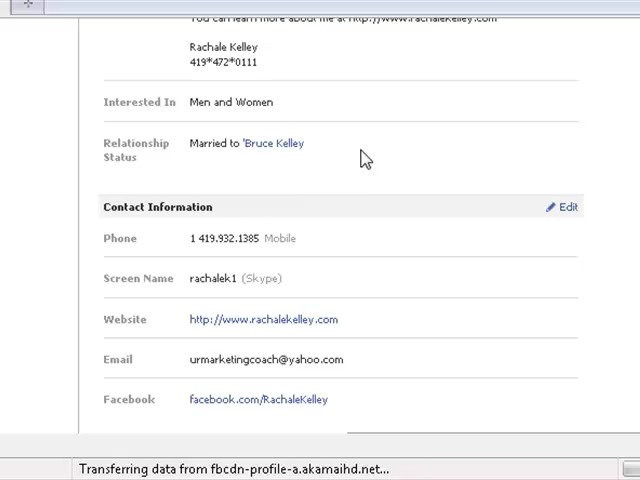 You can learn more about me at http://www.rachalekelley.com
Rachale Kelley
419*472*0111
Interested In Men and Women
Relationship Status Married to 'Bruce Kelley
Contact Information Edit
Phone 1 419.932.1385 Mobile
Screen Name rachalek1 (Skype)
Website http://www.rachalekelley.com
Email urmarketingcoach@yahoo.com
Facebook facebook.com/RachaleKelley
Transferring data from fbcdn-profile-a.akamaihd.net...